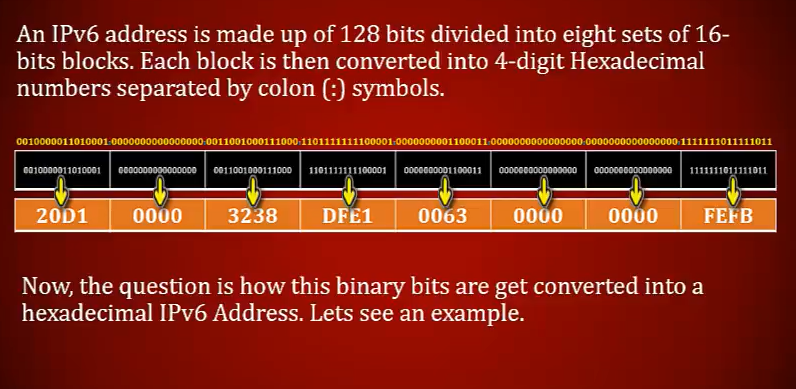 An IPv6 address is made up of 128 bits divided into eight sets of 16-
bits blocks. Each block is then converted into 4-digit Hexadecimal
numbers separated by colon (:) symbols.
0010000011010001:0000000000000000:0011001000111000:1101111111100001:0000000001100011:0000000000000000:0000000000000000:1111111011111011
0010000011010001 0000000000000000 0011001000111000 1101111111100001 0000000001100011 0000000000000000 0000000000000000 1111111011111011
20D1 0000 3238 DFE1 0063 0000 0000 FEFB
Now, the question is how this binary bits are get converted into a
hexadecimal IPv6 Address. Lets see an example.